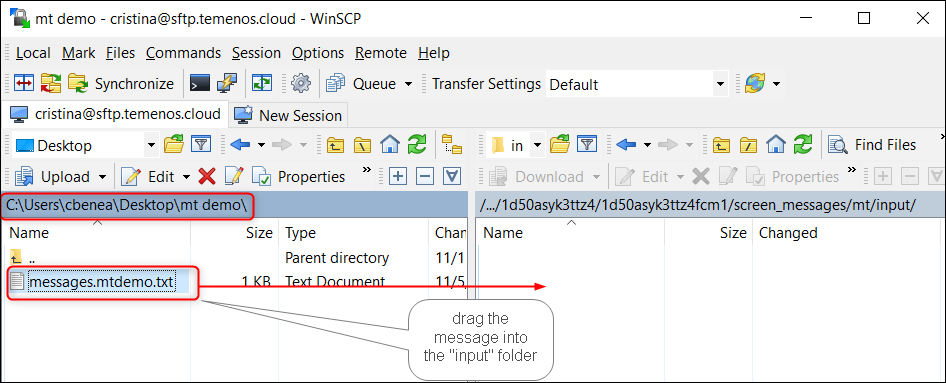 mt demo - cristina@sftp.temenos.cloud - WinSCP
Local Mark Files Commands Session Options Remote Help
Synchronize Queue Transfer Settings Default
cristina@sftp.temenos.cloud New Session
Desktop in Find Files
Upload Edit Properties » Download Edit Properties »
C:\Users\cbenea\Desktop\mt demo\ /.../1d50asyk3ttz4/1d50asyk3ttz4fcm1/screen_messages/mt/input/
Name Size Type Chan Name Size Changed
.. Parent directory 11/1
messages.mtdemo.txt 1 KB Text Document 11/5,
drag the
message into
the "input" folder